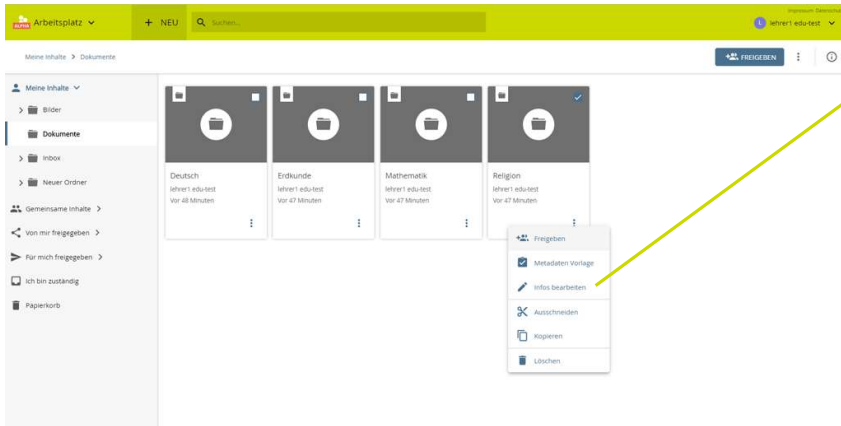 Impressum Datenschutz
ALPHA
Arbeitsplatz
+ NEU
Suchen...
L
lehrer1 edu-test
Meine Inhalte > Dokumente
FREIGEBEN
Meine Inhalte
Bilder
Dokumente
Inbox
Neuer Ordner
Gemeinsame Inhalte >
Von mir freigegeben >
Für mich freigegeben >
Ich bin zuständig
Papierkorb
Deutsch
lehrer1 edu-test
Vor 48 Minuten
Erdkunde
lehrer1 edu-test
Vor 47 Minuten
Mathematik
lehrer1 edu-test
Vor 47 Minuten
Religion
lehrer1 edu-test
Vor 47 Minuten
Freigeben
Metadaten Vorlage
Infos bearbeiten
Ausschneiden
Kopieren
Löschen